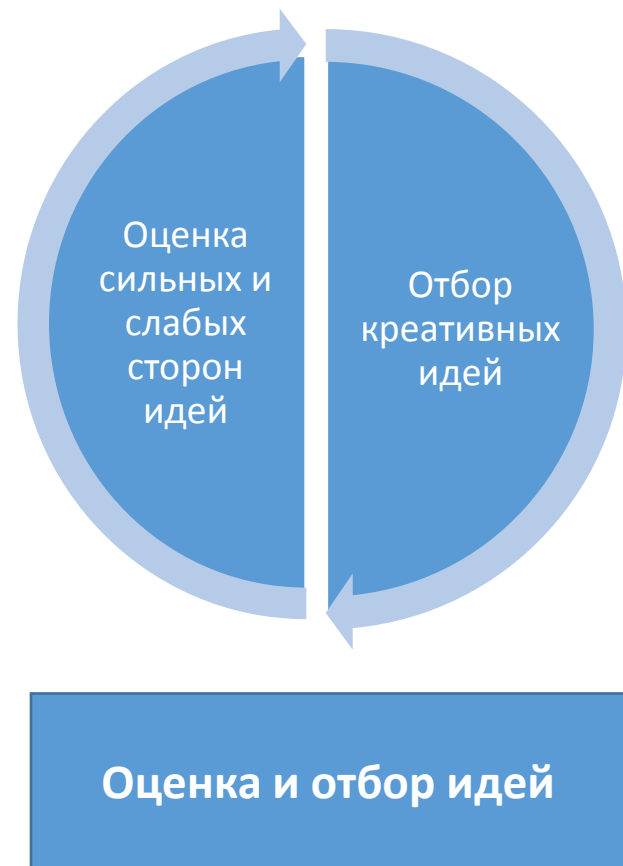 Оценка
сильных и
слабых
сторон
идей
Отбор
креативных
идей
Оценка и отбор идей